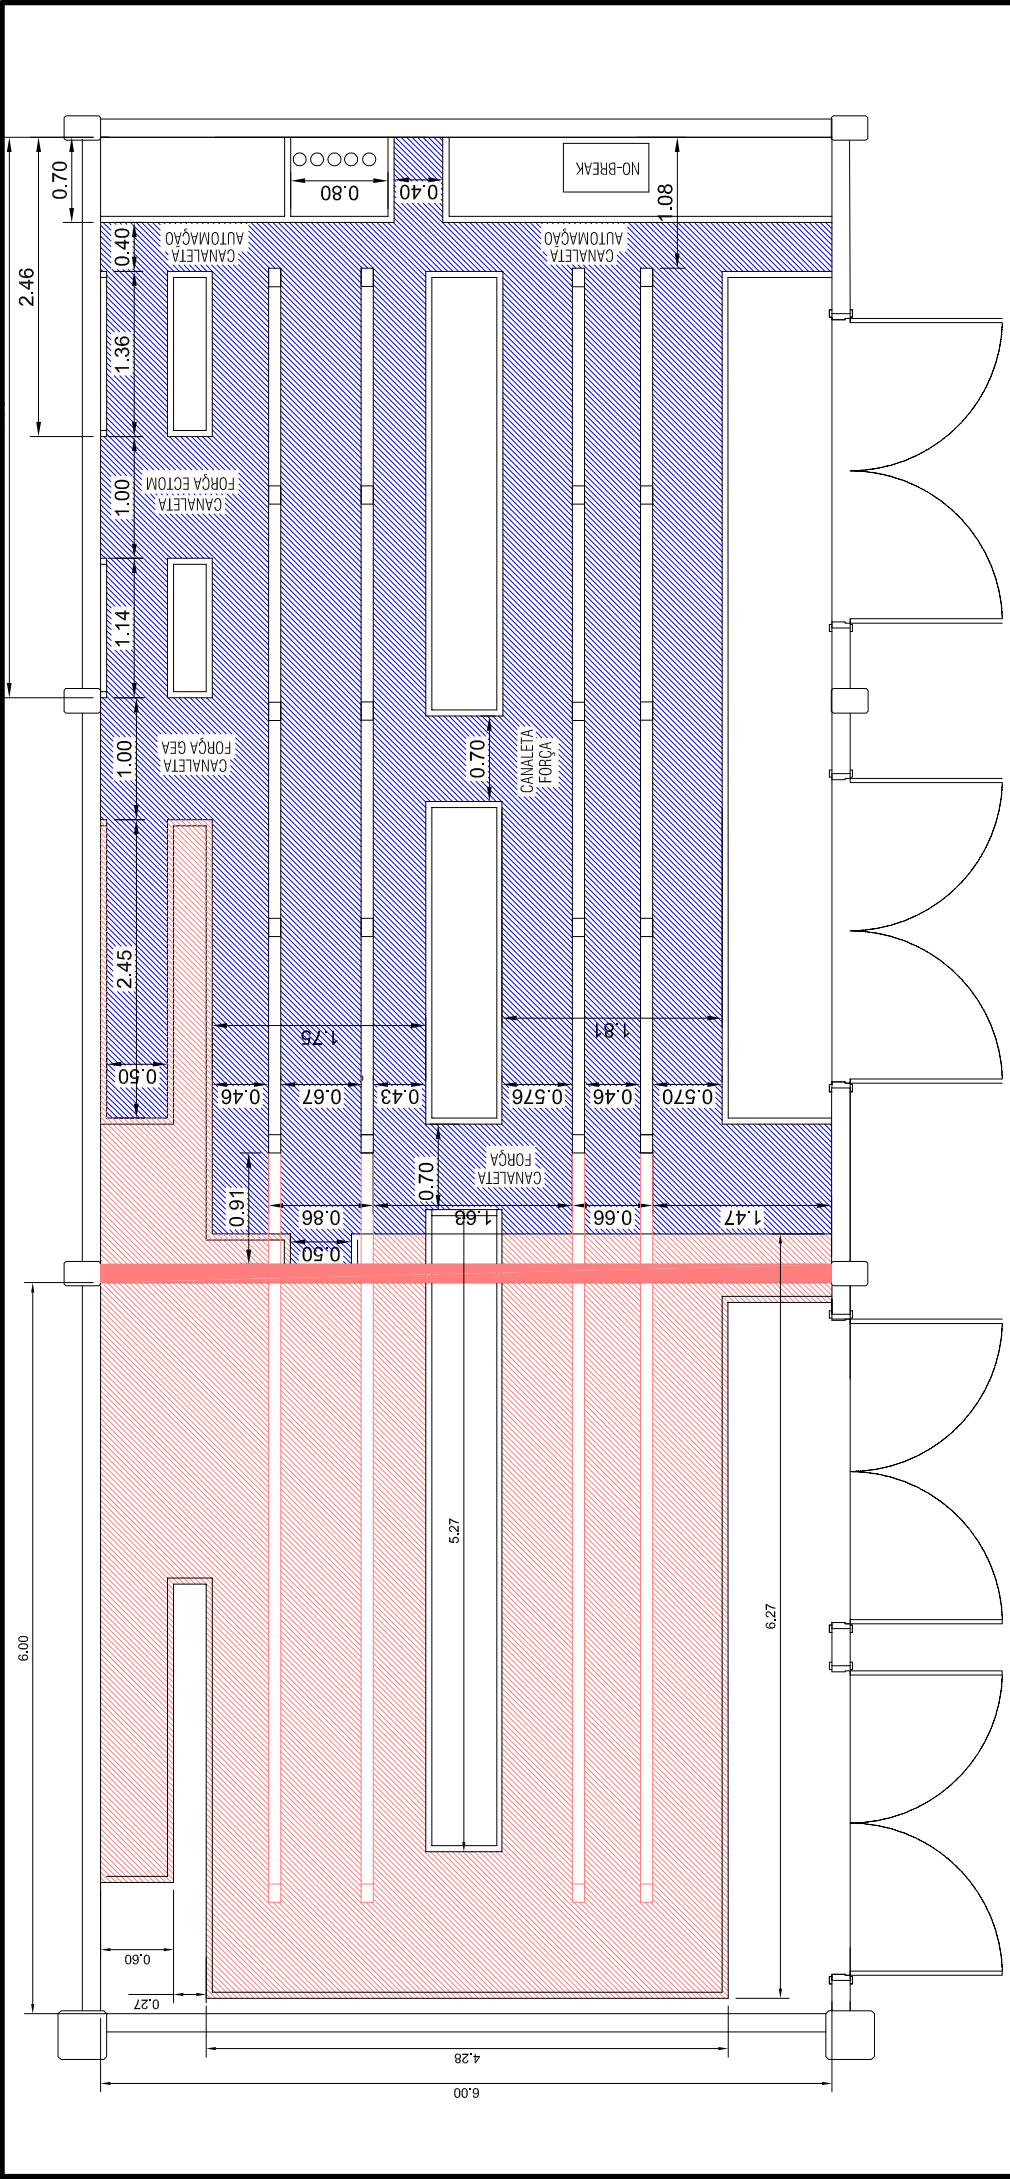 0.70
0.80
0.40
NO-BREAK
1.08
2.46
0.40
CANALETA
AUTOMAÇÃO
CANALETA
AUTOMAÇÃO
1.36
1.00
CANALETA
FORÇA ECTOM
1.14
1.00
CANALETA
FORÇA GEA
0.70
CANALETA
FORÇA
2.45
1.75
1.81
0.50
0.46
0.67
0.43
0.576
0.46
0.570
0.70
CANALETA
FORÇA
0.91
0.86
1.63
0.66
1.47
0.50
5.27
6.00
6.27
0.60
0.27
4.28
6.00